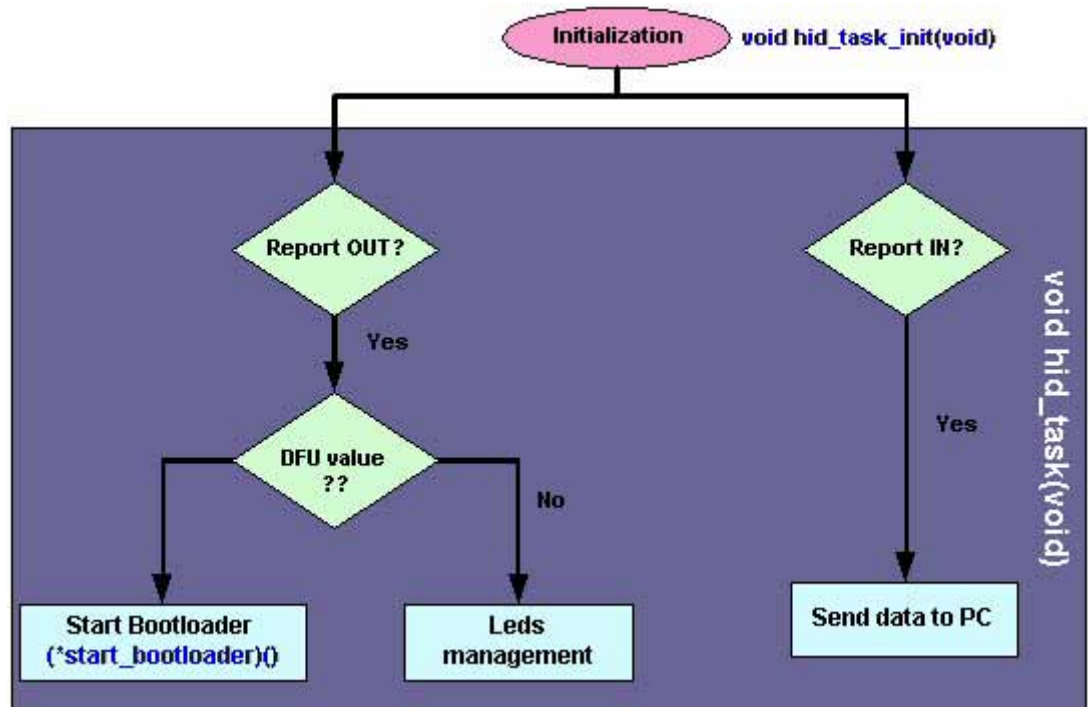 Initialization
void hid_task_init(void)
Report OUT?
Report IN?
Yes
Yes
DFU value
??
No
void hid_task(void)
Start Bootloader
(*start_bootloader)()
Leds
management
Send data to PC